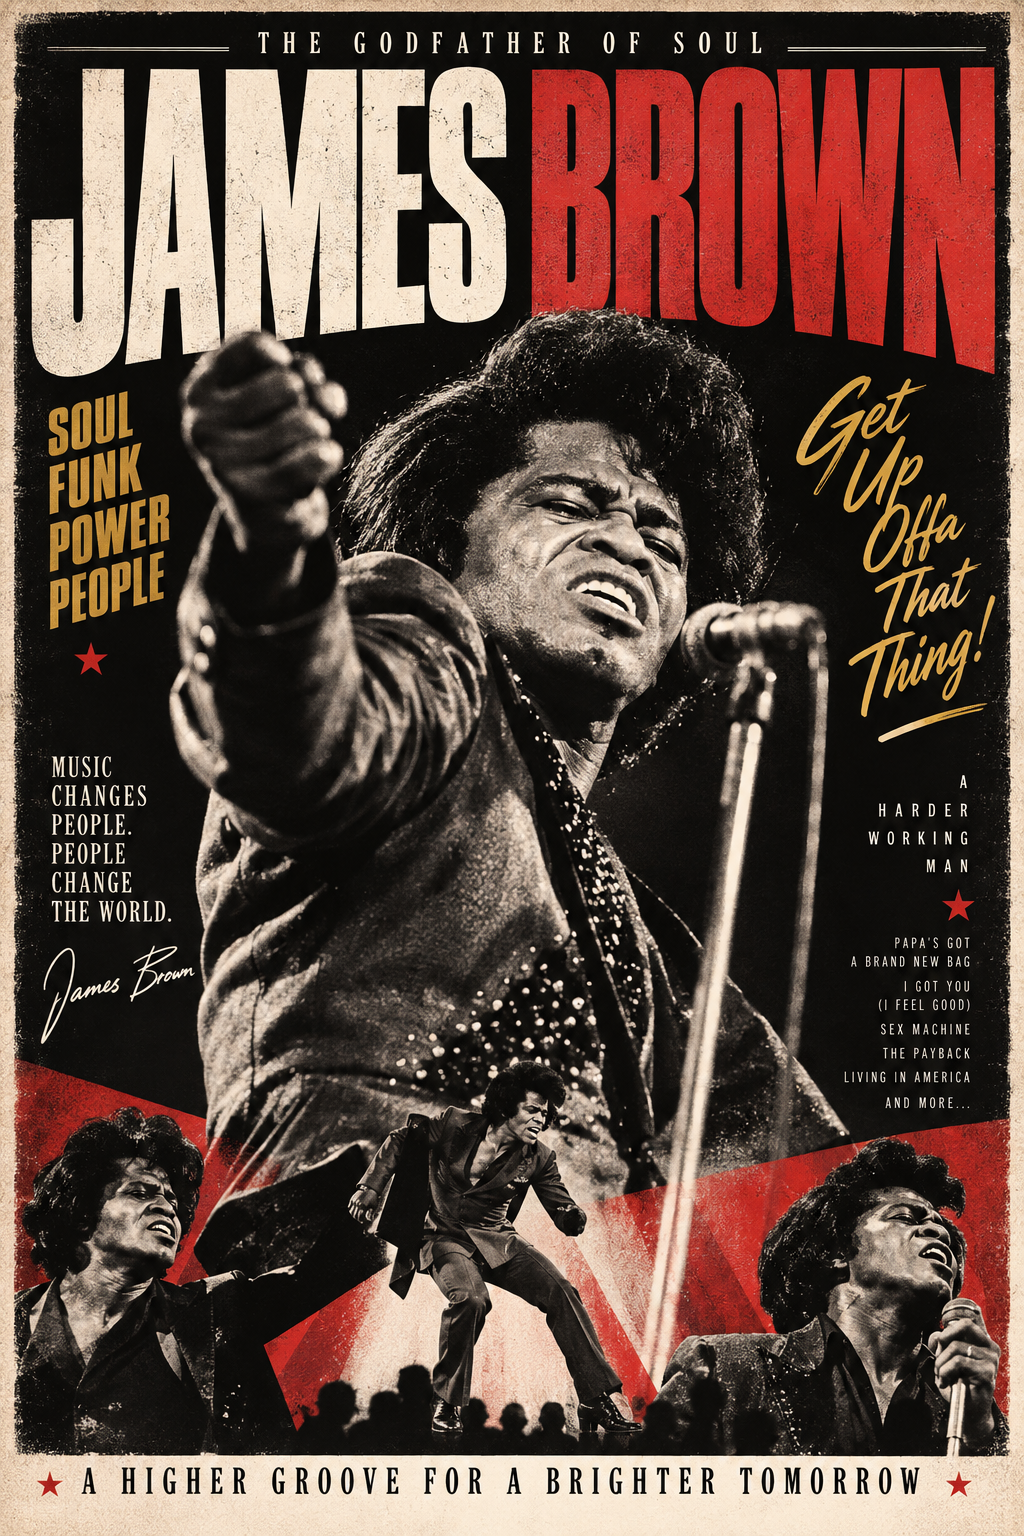 THE GODFATHER OF SOUL
JAMES BROWN
SOUL
FUNK
POWER
PEOPLE
Get
Up
Offa
That
Thing!
MUSIC
CHANGES
PEOPLE.
PEOPLE
CHANGE
THE WORLD.
James Brown
A
HARDER
WORKING
MAN
PAPA'S GOT
A BRAND NEW BAG
I GOT YOU
(I FEEL GOOD)
SEX MACHINE
THE PAYBACK
LIVING IN AMERICA
AND MORE...
A HIGHER GROOVE FOR A BRIGHTER TOMORROW